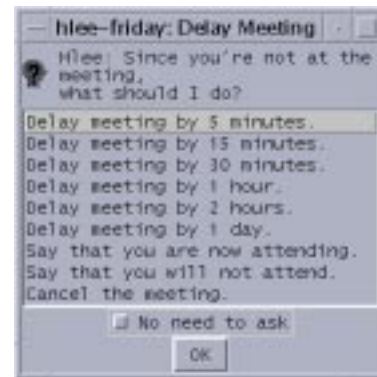 hlee-friday: Delay Meeting
Hlee: Since you're not at the
meeting,
what should I do?
Delay meeting by 5 minutes.
Delay meeting by 15 minutes.
Delay meeting by 30 minutes.
Delay meeting by 1 hour.
Delay meeting by 2 hours.
Delay meeting by 1 day.
Say that you are now attending.
Say that you will not attend.
Cancel the meeting.
No need to ask
OK